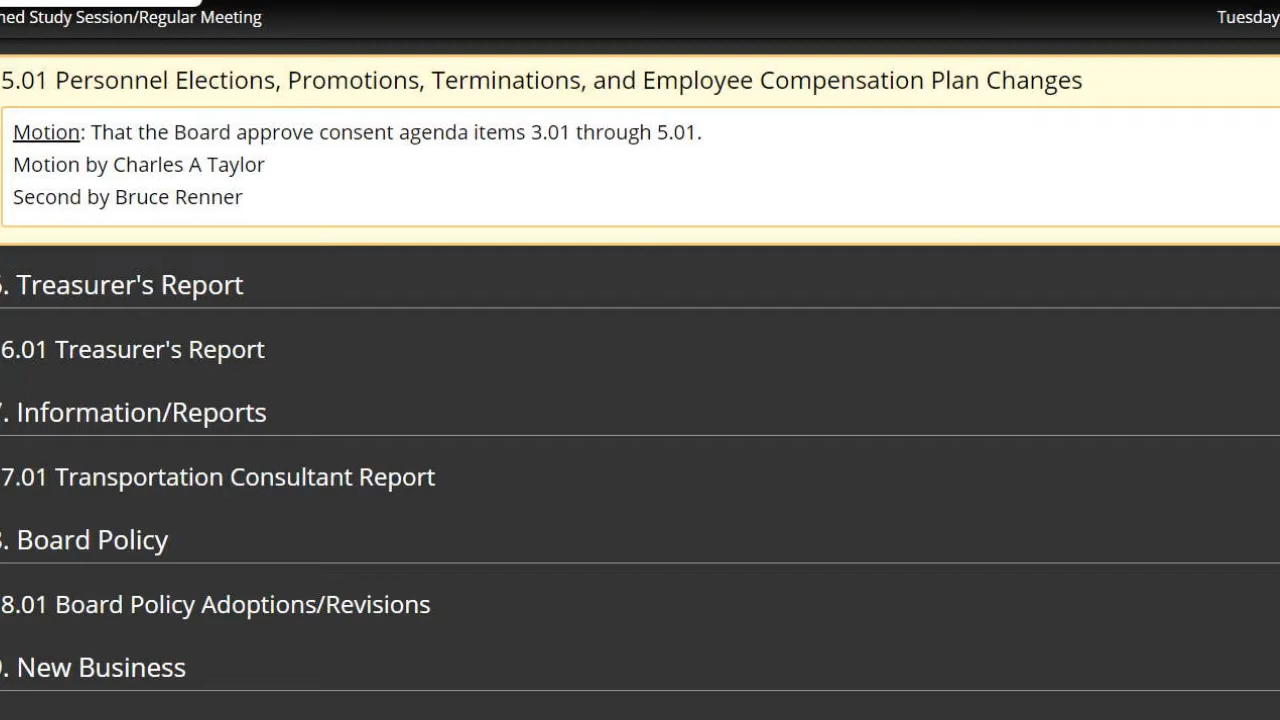 ned Study Session/Regular Meeting
Tuesday
5.01 Personnel Elections, Promotions, Terminations, and Employee Compensation Plan Changes
Motion: That the Board approve consent agenda items 3.01 through 5.01.
Motion by Charles A Taylor
Second by Bruce Renner
. Treasurer's Report
6.01 Treasurer's Report
. Information/Reports
7.01 Transportation Consultant Report
. Board Policy
8.01 Board Policy Adoptions/Revisions
. New Business